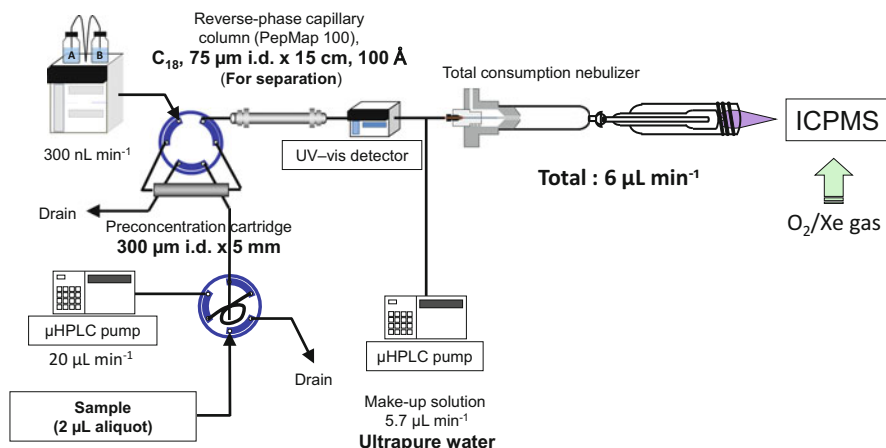 Reverse-phase capillary
column (PepMap 100),
C18, 75 µm i.d. x 15 cm, 100 Å
(For separation)
A B
Total consumption nebulizer
ICPMS
UV–vis detector
300 nL min⁻¹
Total : 6 µL min⁻¹
O₂/Xe gas
Drain
Preconcentration cartridge
300 µm i.d. x 5 mm
µHPLC pump
20 µL min⁻¹
µHPLC pump
Drain
Sample
(2 µL aliquot)
Make-up solution
5.7 µL min⁻¹
Ultrapure water